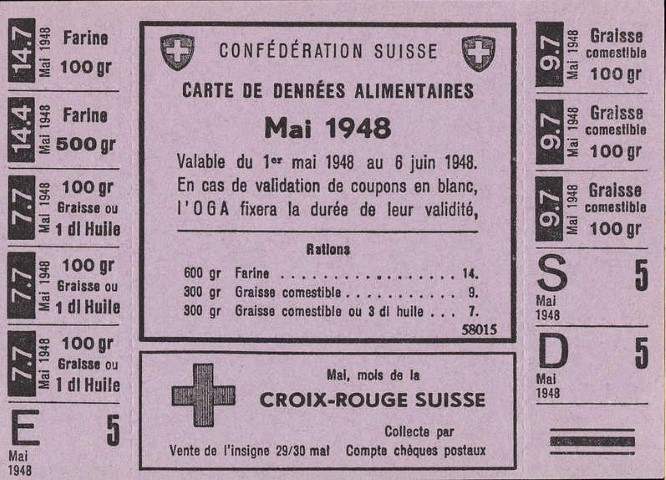 14.7
Mai 1948
Farine
100 gr
14.4
Mai 1948
Farine
500 gr
7.7
Mai 1948
100 gr
Graisse ou
1 dl Huile
7.7
Mai 1948
100 gr
Graisse ou
1 dl Huile
7.7
Mai 1948
100 gr
Graisse ou
1 dl Huile
E 5
Mai
1948
CONFÉDÉRATION SUISSE
CARTE DE DENRÉES ALIMENTAIRES
Mai 1948
Valable du 1er mai 1948 au 6 juin 1948.
En cas de validation de coupons en blanc,
l'OGA fixera la durée de leur validité,
Rations
600 gr Farine . . . . . . . . . . . . . . . . 14.
300 gr Graisse comestible . . . . . . . . . 9.
300 gr Graisse comestible ou 3 dl huile . . . 7.
58015
Mai, mois de la
CROIX-ROUGE SUISSE
Collecte par
Vente de l'insigne 29/30 mai Compte chèques postaux
9.7
Mai 1948
Graisse
comestible
100 gr
9.7
Mai 1948
Graisse
comestible
100 gr
9.7
Mai 1948
Graisse
comestible
100 gr
S 5
Mai
1948
D 5
Mai
1948